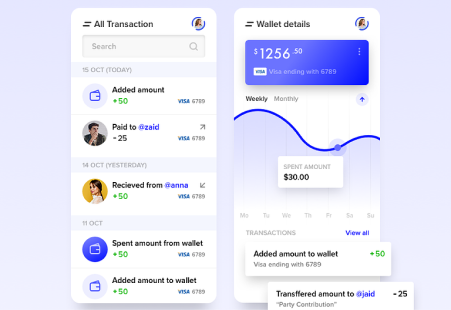 All Transaction
Search
15 OCT (TODAY)
Added amount
+50
VISA 6789
Paid to @zaid
-25
VISA 6789
14 OCT (YESTERDAY)
Recieved from @anna
+50
VISA 6789
11 OCT
Spent amount from wallet
+50
VISA 6789
Added amount to wallet
+50
VISA 6789
Wallet details
$1256.50
VISA Visa ending with 6789
Weekly Monthly
SPENT AMOUNT
$30.00
Mo Tu We Th Fr Sa Su
TRANSACTIONS View all
Added amount to wallet +50
Visa ending with 6789
Transffered amount to @jaid -25
"Party Contribution"